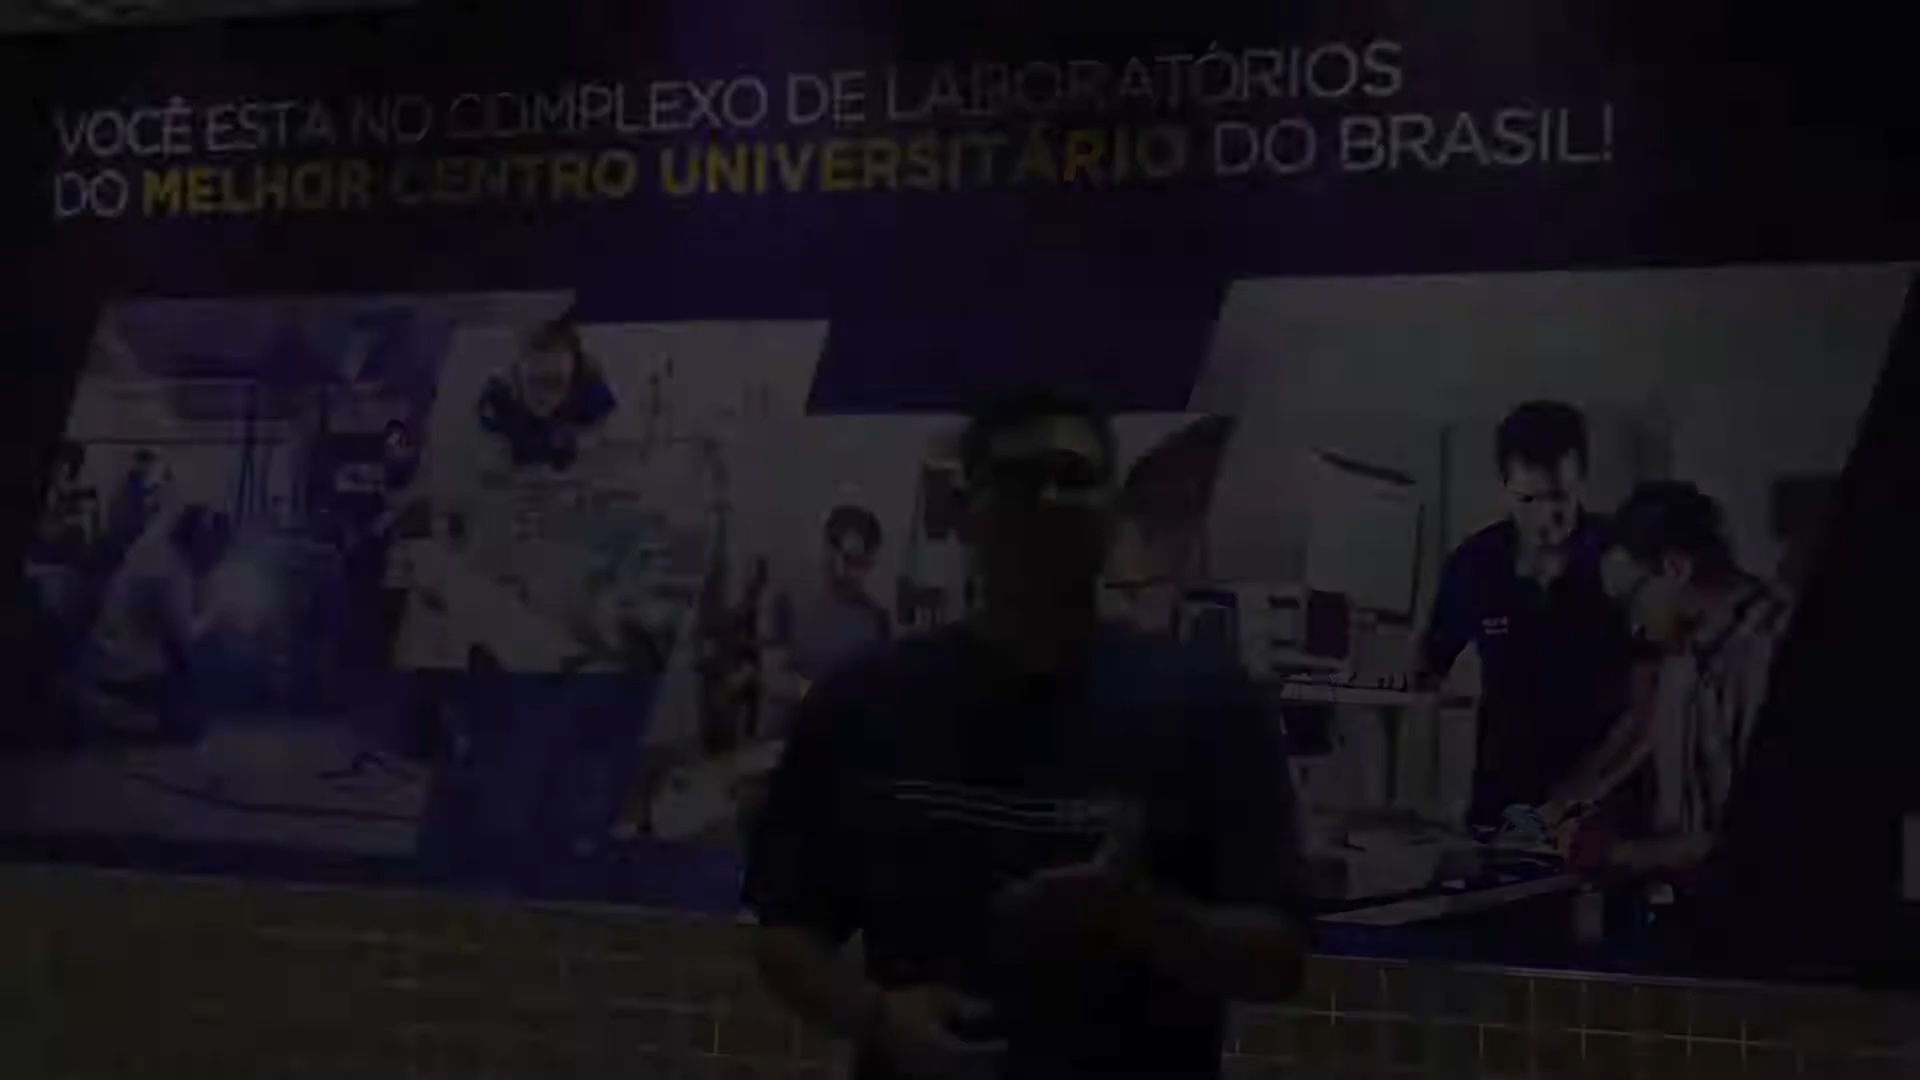 VOCÊ ESTA NO COMPLEXO DE LABORATÓRIOS
DO MELHOR CENTRO UNIVERSITÁRIO DO BRASIL!